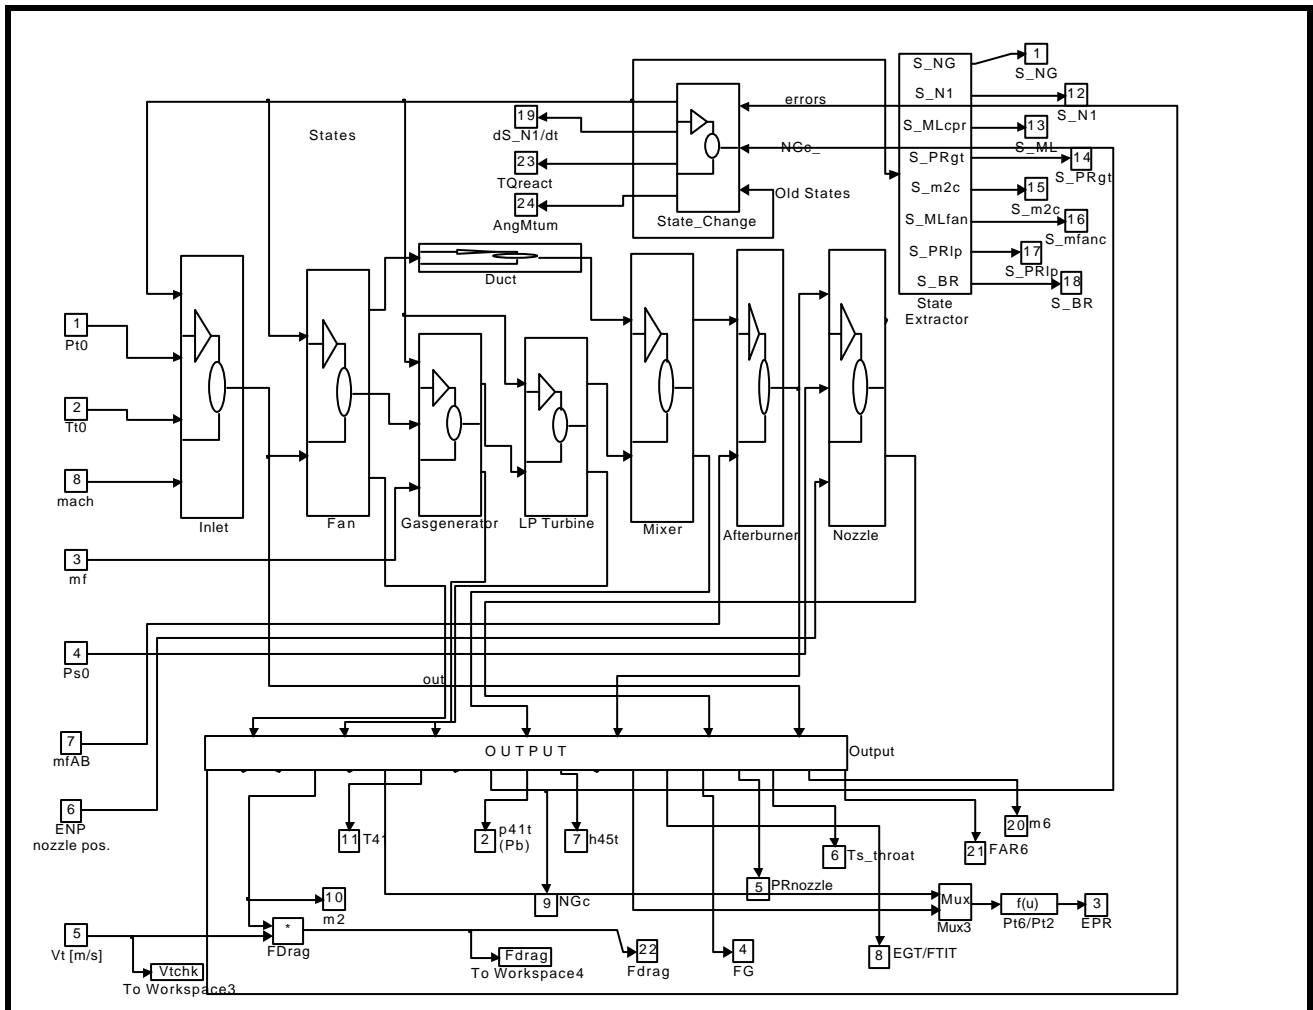 S_NG
1
S_NG
S_N1
12
S_N1
errors
19
dS_N1/dt
States
S_MLcpr
13
S_ML
NGc_
S_PRgt
14
S_PRgt
23
TQreact
S_m2c
15
S_m2c
Old States
24
AngMtum
State_Change
S_MLfan
16
S_mfanc
S_PRlp
17
S_PRlp
S_BR
18
S_BR
State
Extractor
Duct
1
Pt0
2
Tt0
8
mach
Inlet
Fan
Gasgenerator
LP Turbine
Mixer
Afterburner
Nozzle
3
mf
4
Ps0
out
7
mfAB
OUTPUT
Output
6
ENP
nozzle pos.
11
T41
2
p41t
(Pb)
7
h45t
20
m6
21
FAR6
6
Ts_throat
5
PRnozzle
10
m2
9
NGc
Mux
Mux3
f(u)
Pt6/Pt2
3
EPR
5
Vt [m/s]
*
FDrag
Vtchk
To Workspace3
Fdrag
To Workspace4
22
Fdrag
4
FG
8
EGT/FTIT